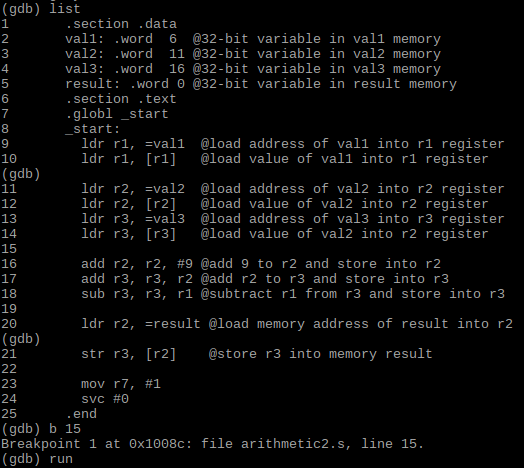 (gdb) list
1       .section .data
2       val1: .word  6  @32-bit variable in val1 memory
3       val2: .word  11 @32-bit variable in val2 memory
4       val3: .word  16 @32-bit variable in val3 memory
5       result: .word 0 @32-bit variable in result memory
6       .section .text
7       .globl _start
8       _start:
9         ldr r1, =val1  @load address of val1 into r1 register
10        ldr r1, [r1]   @load value of val1 into r1 register
(gdb)
11        ldr r2, =val2  @load address of val2 into r2 register
12        ldr r2, [r2]   @load value of val2 into r2 register
13        ldr r3, =val3  @load address of val3 into r3 register
14        ldr r3, [r3]   @load value of val2 into r2 register
15
16        add r2, r2, #9 @add 9 to r2 and store into r2
17        add r3, r3, r2 @add r2 to r3 and store into r3
18        sub r3, r3, r1 @subtract r1 from r3 and store into r3
19
20        ldr r2, =result @load memory address of result into r2
(gdb)
21        str r3, [r2]    @store r3 into memory result
22
23        mov r7, #1
24        svc #0
25      .end
(gdb) b 15
Breakpoint 1 at 0x1008c: file arithmetic2.s, line 15.
(gdb) run